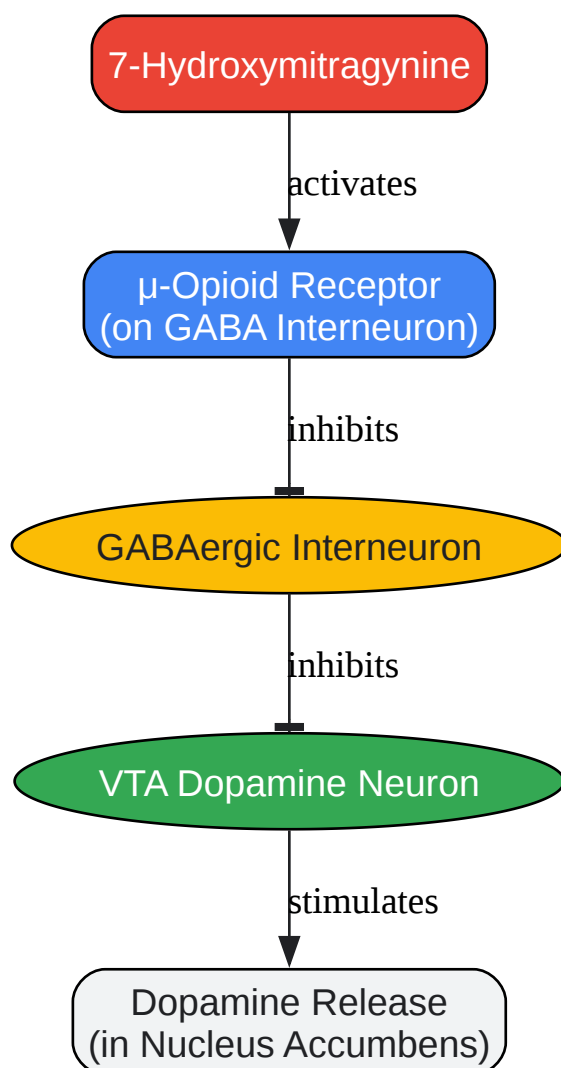 7-Hydroxymitragynine
activates
μ-Opioid Receptor
(on GABA Interneuron)
inhibits
GABAergic Interneuron
inhibits
VTA Dopamine Neuron
stimulates
Dopamine Release
(in Nucleus Accumbens)